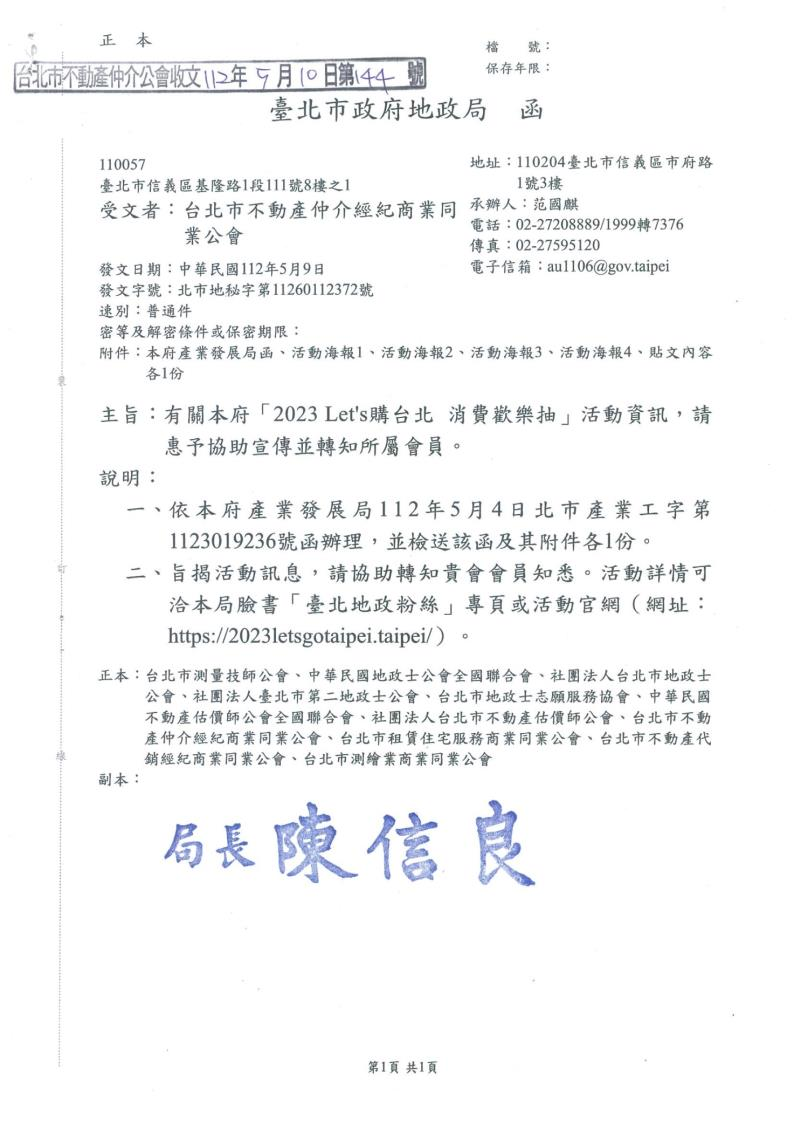 正本
檔號：
保存年限：
台北市不動產仲介公會收文112年5月10日第144號
臺北市政府地政局 函
地址：110204臺北市信義區市府路
1號3樓
承辦人：范國麒
電話：02-27208889/1999轉7376
傳真：02-27595120
電子信箱：au1106@gov.taipei
110057
臺北市信義區基隆路1段111號8樓之1
受文者：台北市不動產仲介經紀商業同
業公會
發文日期：中華民國112年5月9日
發文字號：北市地秘字第11260112372號
速別：普通件
密等及解密條件或保密期限：
附件：本府產業發展局函、活動海報1、活動海報2、活動海報3、活動海報4、貼文內容
各1份
主旨：有關本府「2023 Let's購台北 消費歡樂抽」活動資訊，請
惠予協助宣傳並轉知所屬會員。
說明：
一、依本府產業發展局112年5月4日北市產業工字第
1123019236號函辦理，並檢送該函及其附件各1份。
二、旨揭活動訊息，請協助轉知貴會會員知悉。活動詳情可
洽本局臉書「臺北地政粉絲」專頁或活動官網（網址：
https://2023letsgotaipei.taipei/）。
正本：台北市測量技師公會、中華民國地政士公會全國聯合會、社團法人台北市地政士
公會、社團法人臺北市第二地政士公會、台北市地政士志願服務協會、中華民國
不動產估價師公會全國聯合會、社團法人台北市不動產估價師公會、台北市不動
產仲介經紀商業同業公會、台北市租賃住宅服務商業同業公會、台北市不動產代
銷經紀商業同業公會、台北市測繪業商業同業公會
副本：
局長 陳信良
裝
訂
線
第1頁 共1頁